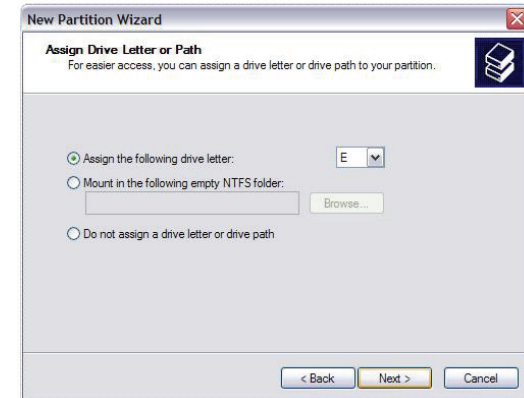 New Partition Wizard
Assign Drive Letter or Path
For easier access, you can assign a drive letter or drive path to your partition.
Assign the following drive letter:
E
Mount in the following empty NTFS folder:
Browse...
Do not assign a drive letter or drive path
< Back
Next >
Cancel